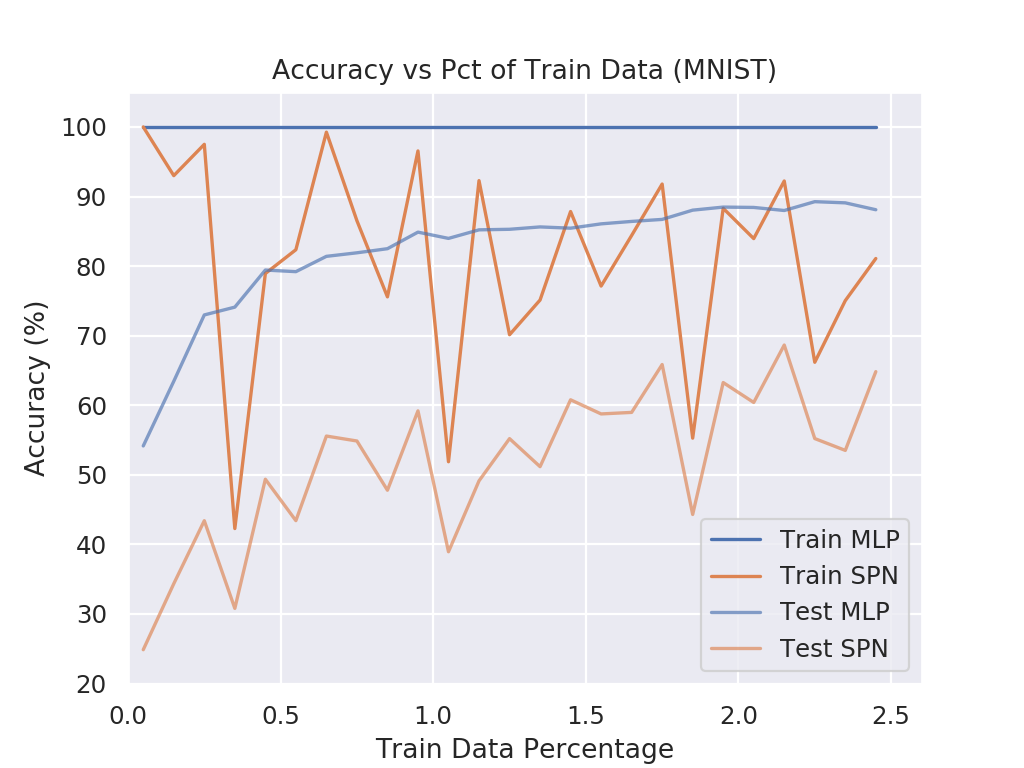 Accuracy vs Pct of Train Data (MNIST)
100
90
80
70
60
50
40
30
20
Accuracy (%)
Train MLP
Train SPN
Test MLP
Test SPN
0.0 0.5 1.0 1.5 2.0 2.5
Train Data Percentage